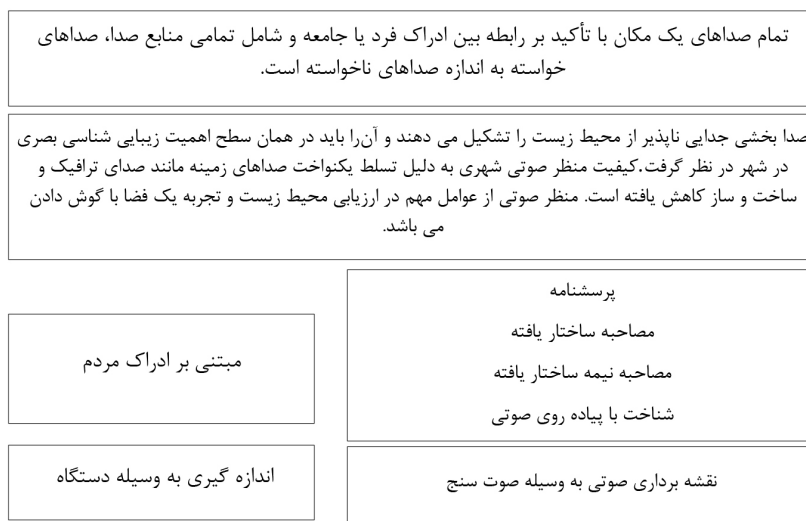 تمام صداهای یک مکان با تأکید بر رابطه بین ادراک فرد یا جامعه و شامل تمامی منابع صدا، صداهای
خواسته به اندازه صداهای ناخواسته است.
صدا بخشی جدایی ناپذیر از محیط زیست را تشکیل می دهند و آن‌را باید در همان سطح اهمیت زیبایی شناسی بصری
در شهر در نظر گرفت.کیفیت منظر صوتی شهری به دلیل تسلط یکنواخت صداهای زمینه مانند صدای ترافیک و
ساخت و ساز کاهش یافته است. منظر صوتی از عوامل مهم در ارزیابی محیط زیست و تجربه یک فضا با گوش دادن
می باشد.
پرسشنامه
مصاحبه ساختار یافته
مصاحبه نیمه ساختار یافته
شناخت با پیاده روی صوتی
مبتنی بر ادراک مردم
نقشه برداری صوتی به وسیله صوت سنج
اندازه گیری به وسیله دستگاه